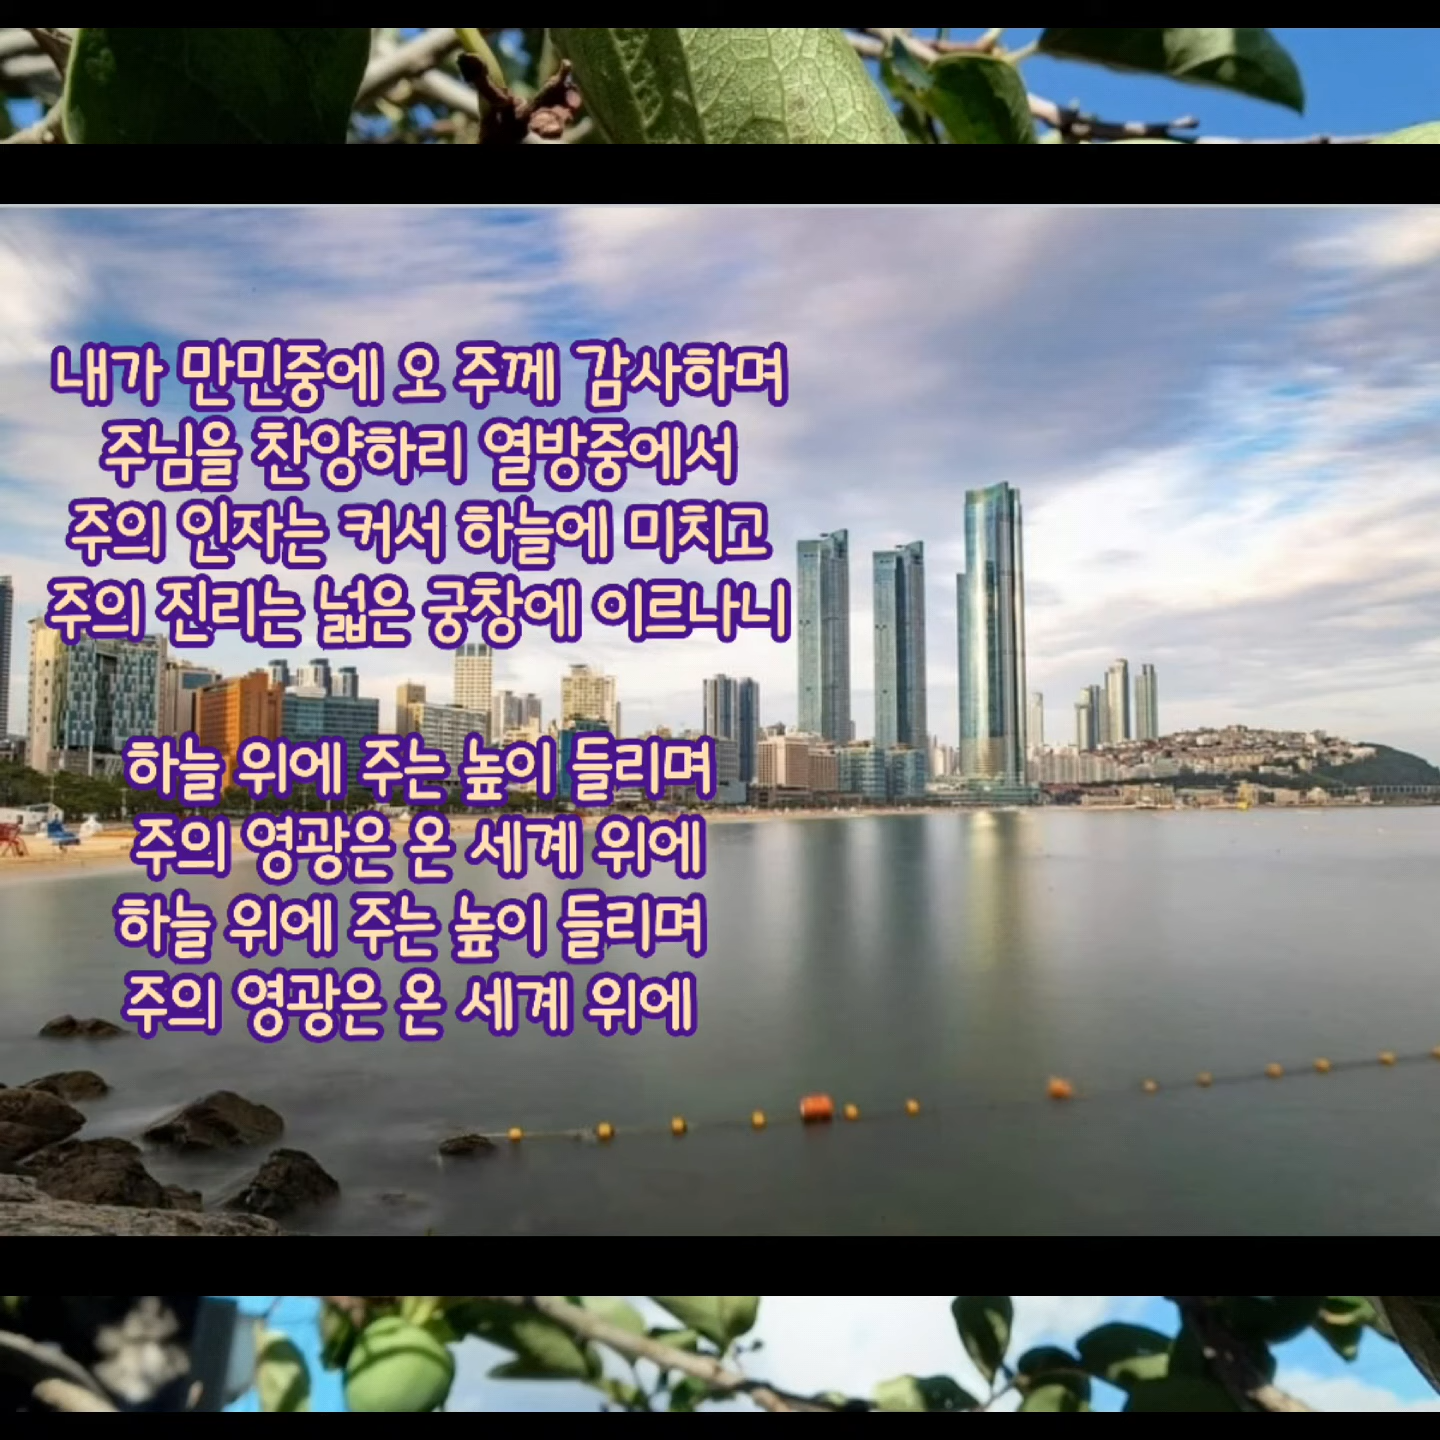 내가 만민중에 오 주께 감사하며
주님을 찬양하리 열방중에서
주의 인자는 커서 하늘에 미치고
주의 진리는 넓은 궁창에 이르나니
하늘 위에 주는 높이 들리며
주의 영광은 온 세계 위에
하늘 위에 주는 높이 들리며
주의 영광은 온 세계 위에